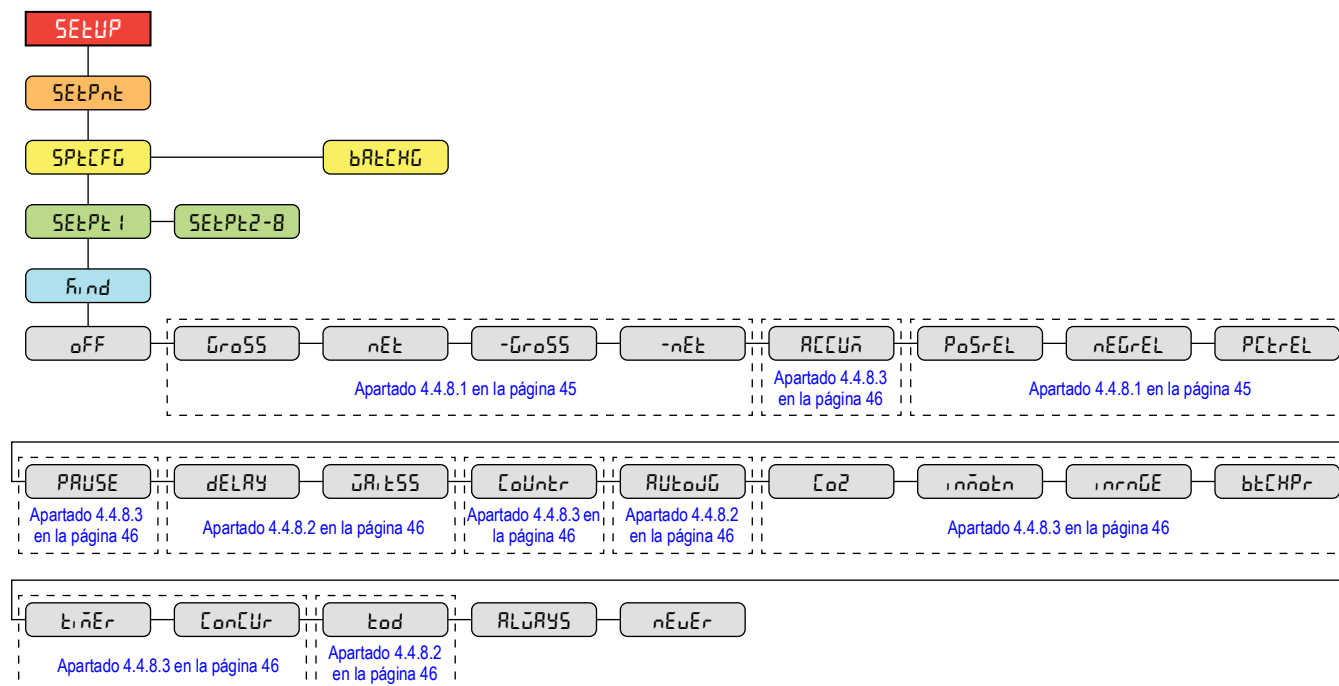 SEtUP
SEtPnt
SPtCFG
bAtCHG
SEtPt 1
SEtPt2-8
Kind
oFF
GroSS
nEt
-GroSS
-nEt
ACCUM
PoSrEL
nEGrEL
PCtrEL
Apartado 4.4.8.1 en la página 45
Apartado 4.4.8.3
en la página 46
Apartado 4.4.8.1 en la página 45
PAUSE
dELAY
WAitSS
CoUntr
AUtoJG
CoZ
inMotn
inrnGE
btCHPr
Apartado 4.4.8.3
en la página 46
Apartado 4.4.8.2 en la página 46
Apartado 4.4.8.3 en
la página 46
Apartado 4.4.8.2
en la página 46
Apartado 4.4.8.3 en la página 46
tiMEr
ConCUr
tod
ALWAYS
nEvEr
Apartado 4.4.8.3 en la página 46
Apartado 4.4.8.2
en la página 46